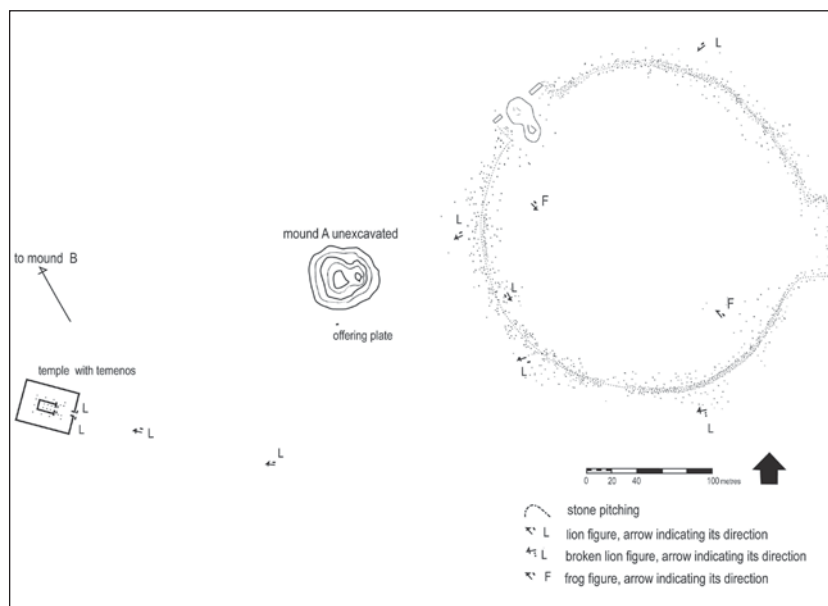 L
F
L
mound A unexcavated
to mound B
L
F
offering plate
L
temple with temenos
L
L
L
L
L
0 20 40 100 metres
stone pitching
L lion figure, arrow indicating its direction
L broken lion figure, arrow indicating its direction
F frog figure, arrow indicating its direction